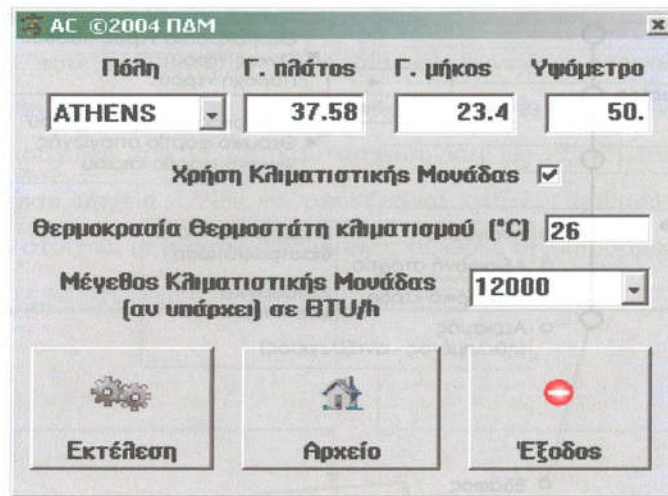 AC ©2004 ΠΔΜ
Πόλη Γ. πλάτος Γ. μήκος Υψόμετρο
ATHENS 37.58 23.4 50.
Χρήση Κλιματιστικής Μονάδας
Θερμοκρασία Θερμοστάτη κλιματισμού (°C) 26
Μέγεθος Κλιματιστικής Μονάδας
(αν υπάρχει) σε BTU/h 12000
Εκτέλεση Αρχείο Έξοδος